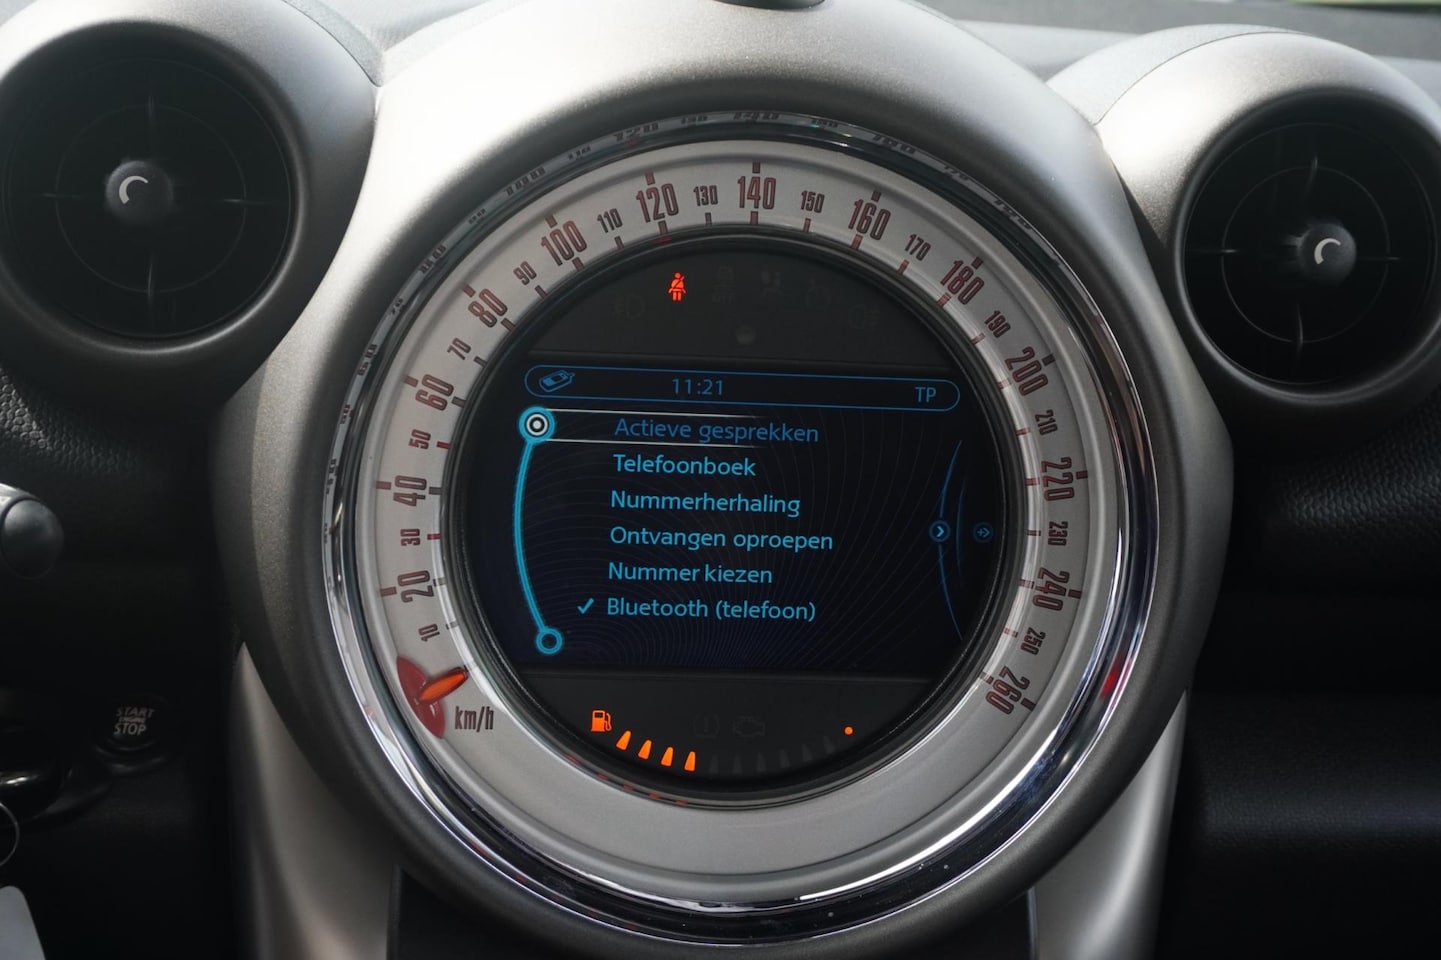 10
20
30
40
50
60
70
80
90
100
110
120
130
140
150
160
170
180
190
200
210
220
230
240
250
260
km/h
11:21
TP
Actieve gesprekken
Telefoonboek
Nummerherhaling
Ontvangen oproepen
Nummer kiezen
✓ Bluetooth (telefoon)
START
ENGINE
STOP
OFF